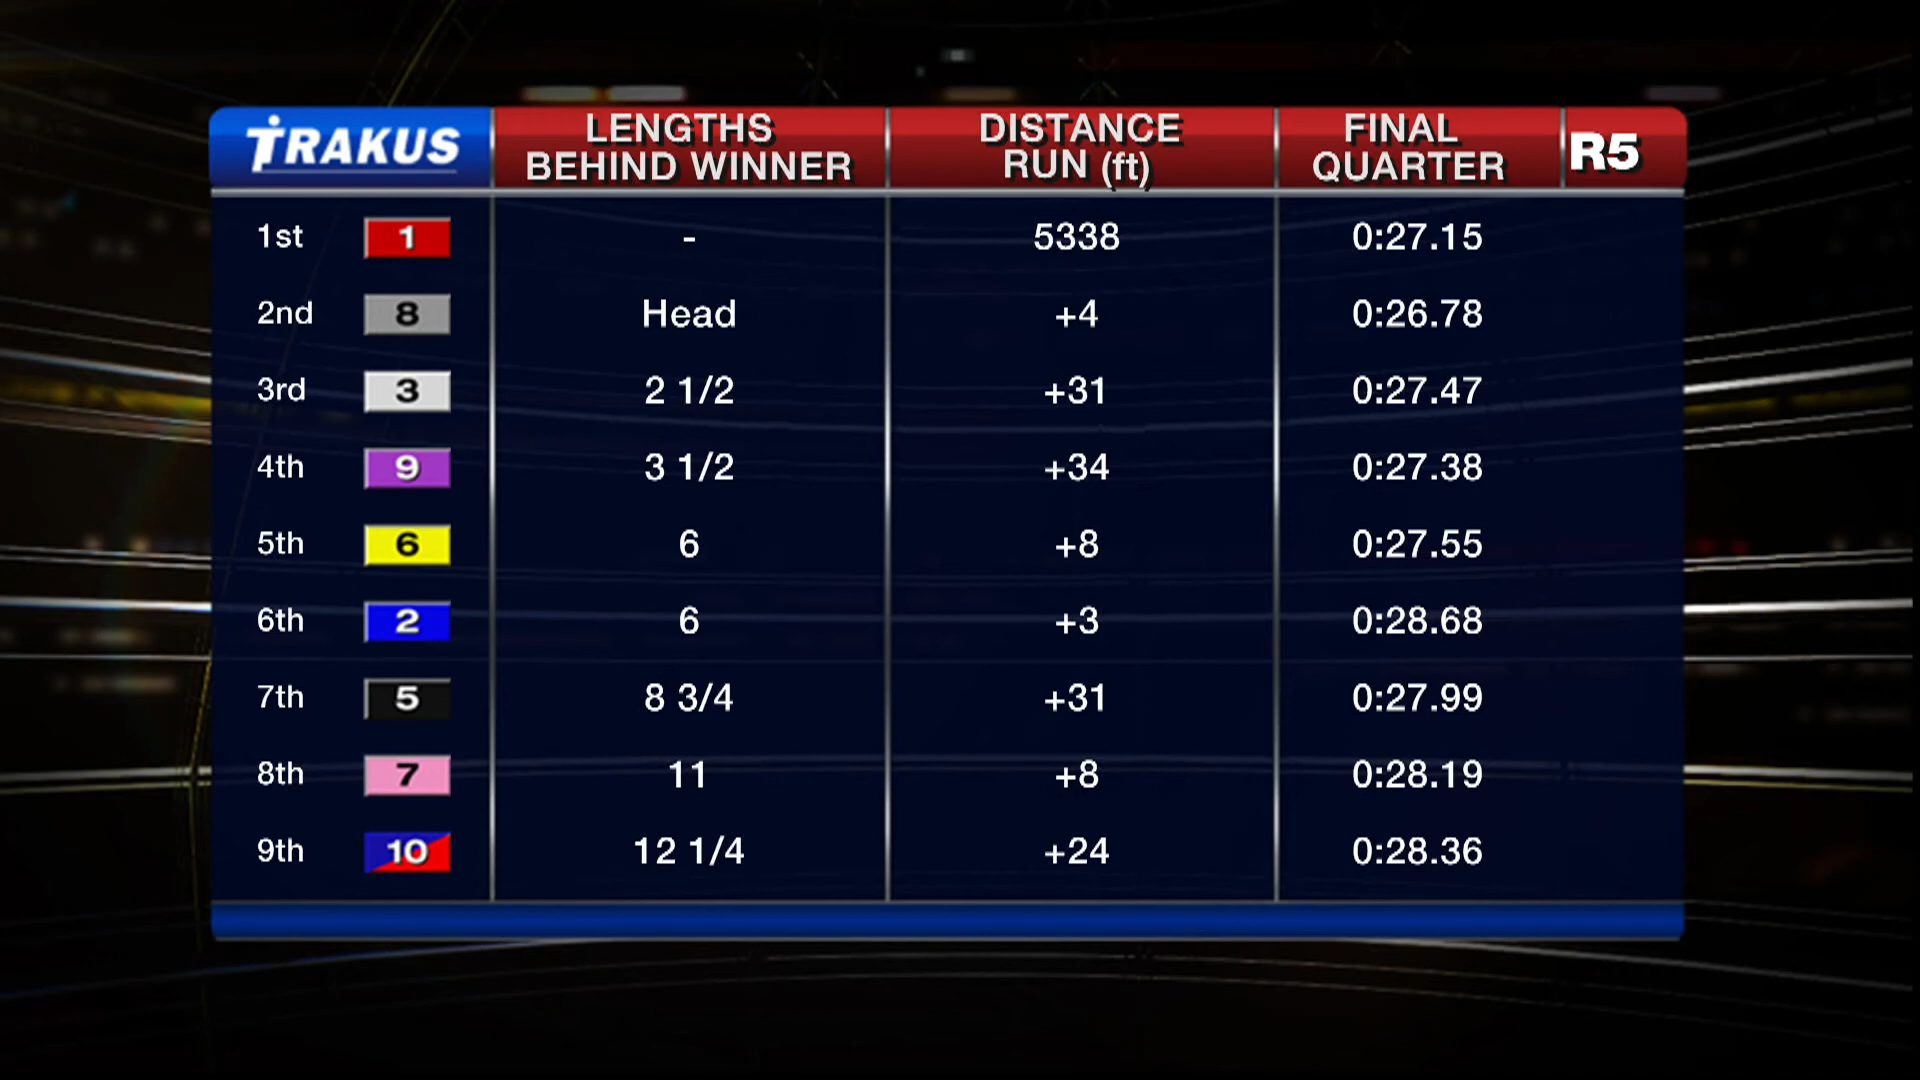 TRAKUS
LENGTHS
BEHIND WINNER
DISTANCE
RUN (ft)
FINAL
QUARTER
R5
1st 1 - 5338 0:27.15
2nd 8 Head +4 0:26.78
3rd 3 2 1/2 +31 0:27.47
4th 9 3 1/2 +34 0:27.38
5th 6 6 +8 0:27.55
6th 2 6 +3 0:28.68
7th 5 8 3/4 +31 0:27.99
8th 7 11 +8 0:28.19
9th 10 12 1/4 +24 0:28.36